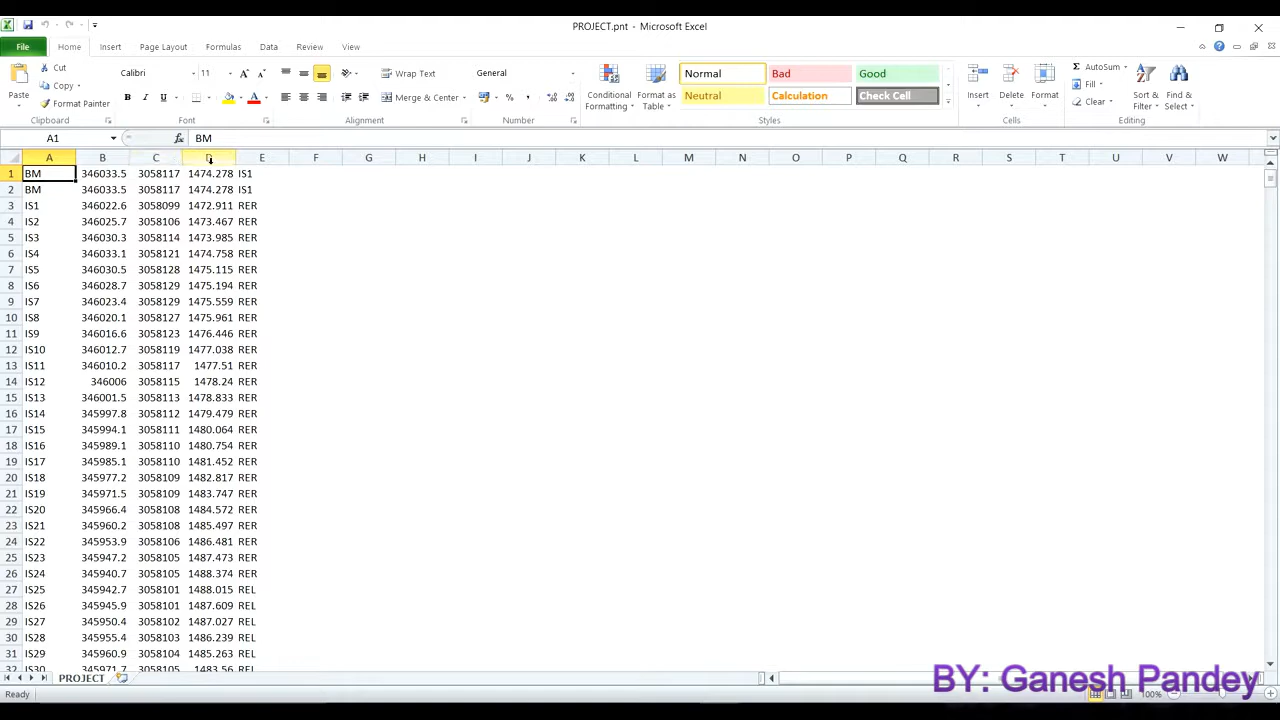 PROJECT.pnt - Microsoft Excel
File Home Insert Page Layout Formulas Data Review View
Paste Cut Copy Format Painter Clipboard
Calibri 11 B I U A A A Font
Wrap Text Merge & Center Alignment
General % , Number
Conditional Formatting Format as Table Normal Bad Good Neutral Calculation Check Cell Styles
Insert Delete Format Cells
Σ AutoSum Fill Clear Sort & Filter Find & Select Editing
A1 fx BM
A B C D E F G H I J K L M N O P Q R S T U V W
1 BM 346033.5 3058117 1474.278 IS1
2 BM 346033.5 3058117 1474.278 IS1
3 IS1 346022.6 3058099 1472.911 RER
4 IS2 346025.7 3058106 1473.467 RER
5 IS3 346030.3 3058114 1473.985 RER
6 IS4 346033.1 3058121 1474.758 RER
7 IS5 346030.5 3058128 1475.115 RER
8 IS6 346028.7 3058129 1475.194 RER
9 IS7 346023.4 3058129 1475.559 RER
10 IS8 346020.1 3058127 1475.961 RER
11 IS9 346016.6 3058123 1476.446 RER
12 IS10 346012.7 3058119 1477.038 RER
13 IS11 346010.2 3058117 1477.51 RER
14 IS12 346006 3058115 1478.24 RER
15 IS13 346001.5 3058113 1478.833 RER
16 IS14 345997.8 3058112 1479.479 RER
17 IS15 345994.1 3058111 1480.064 RER
18 IS16 345989.1 3058110 1480.754 RER
19 IS17 345985.1 3058110 1481.452 RER
20 IS18 345977.2 3058109 1482.817 RER
21 IS19 345971.5 3058109 1483.747 RER
22 IS20 345966.4 3058108 1484.572 RER
23 IS21 345960.2 3058108 1485.497 RER
24 IS22 345953.9 3058106 1486.481 RER
25 IS23 345947.2 3058105 1487.473 RER
26 IS24 345940.7 3058105 1488.374 RER
27 IS25 345942.7 3058101 1488.015 REL
28 IS26 345945.9 3058101 1487.609 REL
29 IS27 345950.4 3058102 1487.027 REL
30 IS28 345955.4 3058103 1486.239 REL
31 IS29 345960.9 3058104 1485.263 REL
32 IS30 345971.7 3058105 1483.56 REL
PROJECT
Ready 100%
BY: Ganesh Pandey